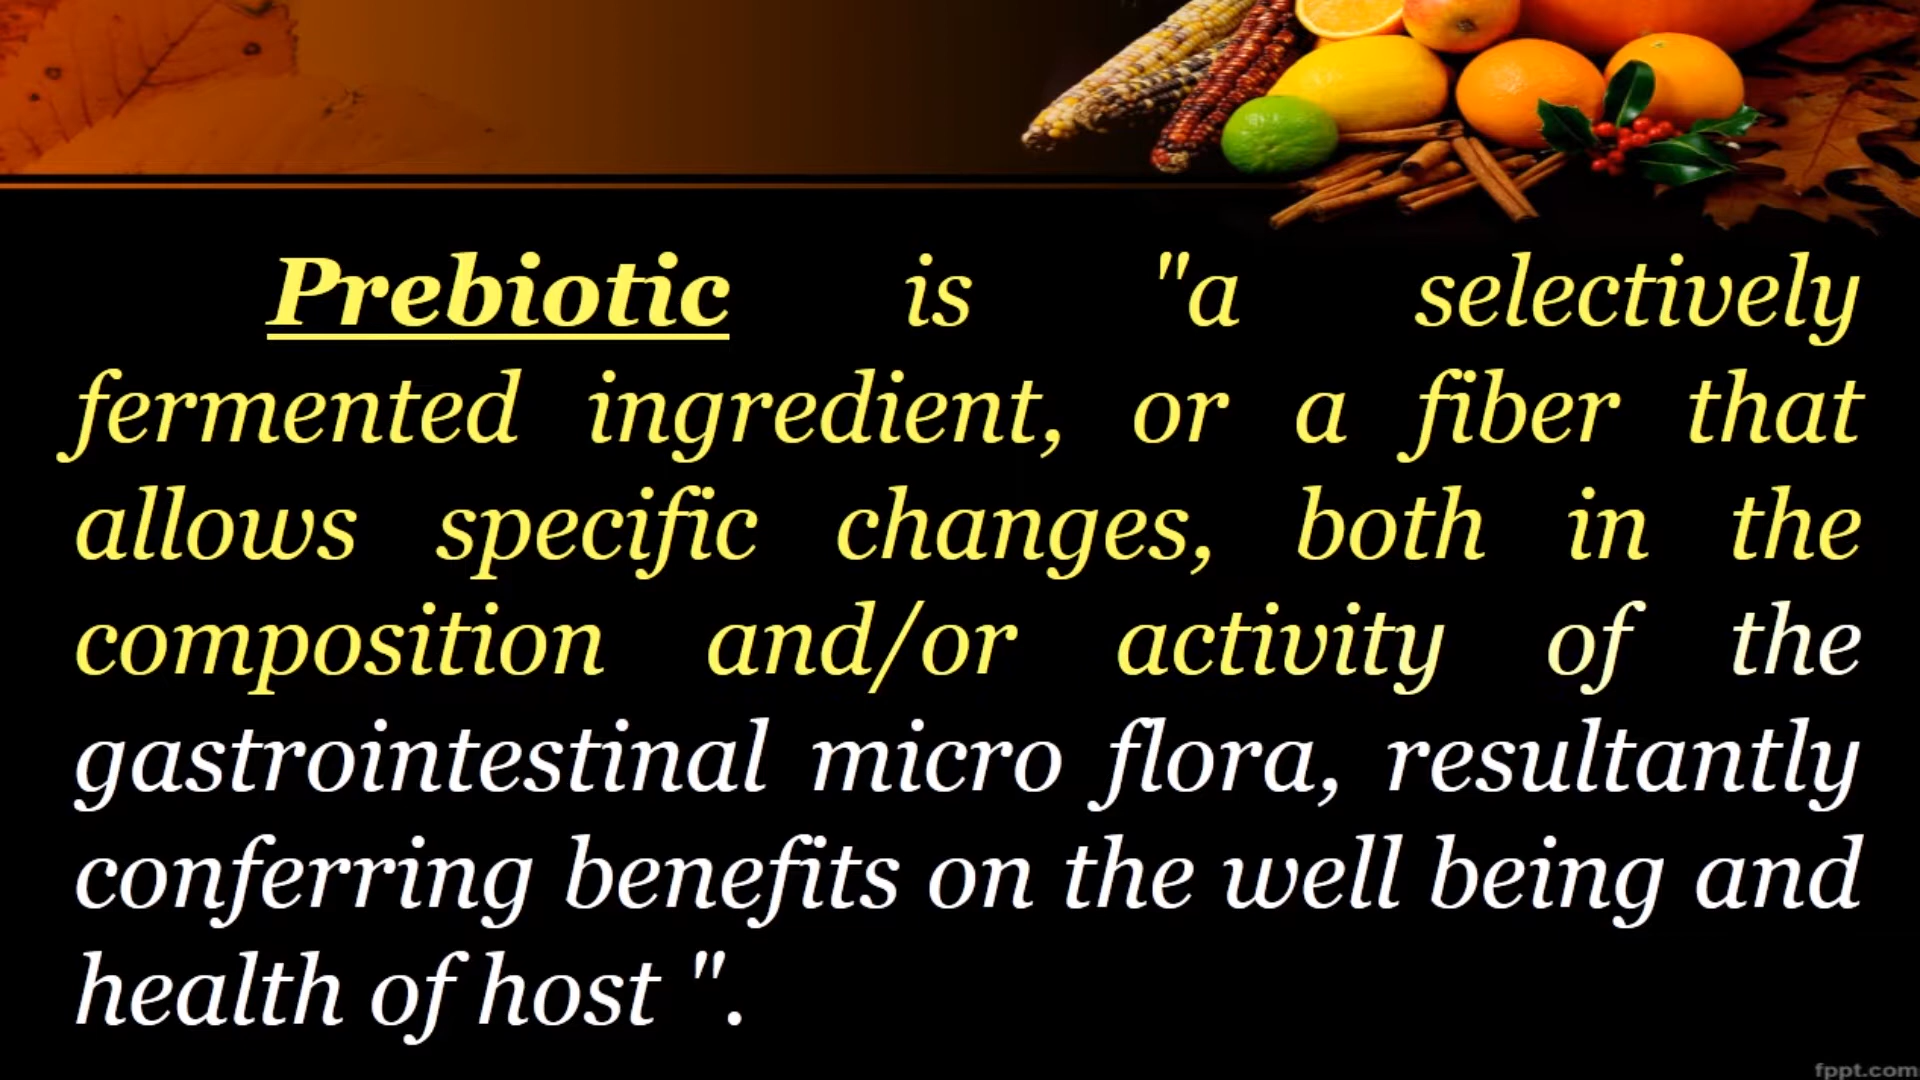 Prebiotic is "a selectively
fermented ingredient, or a fiber that
allows specific changes, both in the
composition and/or activity of the
gastrointestinal micro flora, resultantly
conferring benefits on the well being and
health of host ".
fppt.com